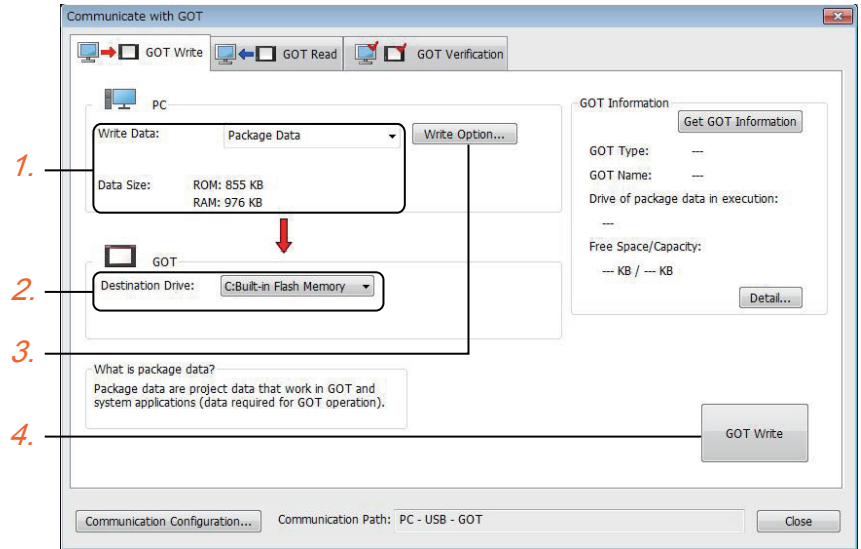 Communicate with GOT
GOT Write
GOT Read
GOT Verification
PC
Write Data:
Package Data
Write Option...
Data Size:
ROM: 855 KB
RAM: 976 KB
GOT
Destination Drive:
C:Built-in Flash Memory
What is package data?
Package data are project data that work in GOT and
system applications (data required for GOT operation).
GOT Information
Get GOT Information
GOT Type: ---
GOT Name: ---
Drive of package data in execution:
---
Free Space/Capacity:
--- KB / --- KB
Detail...
GOT Write
Communication Configuration...
Communication Path: PC - USB - GOT
Close
1.
2.
3.
4.